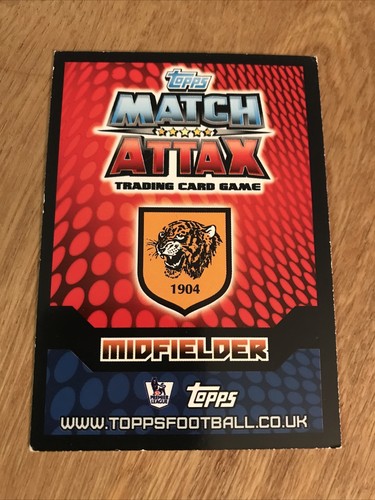 Topps
MATCH
ATTAX
TRADING CARD GAME
1904
MIDFIELDER
Topps
WWW.TOPPSFOOTBALL.CO.UK